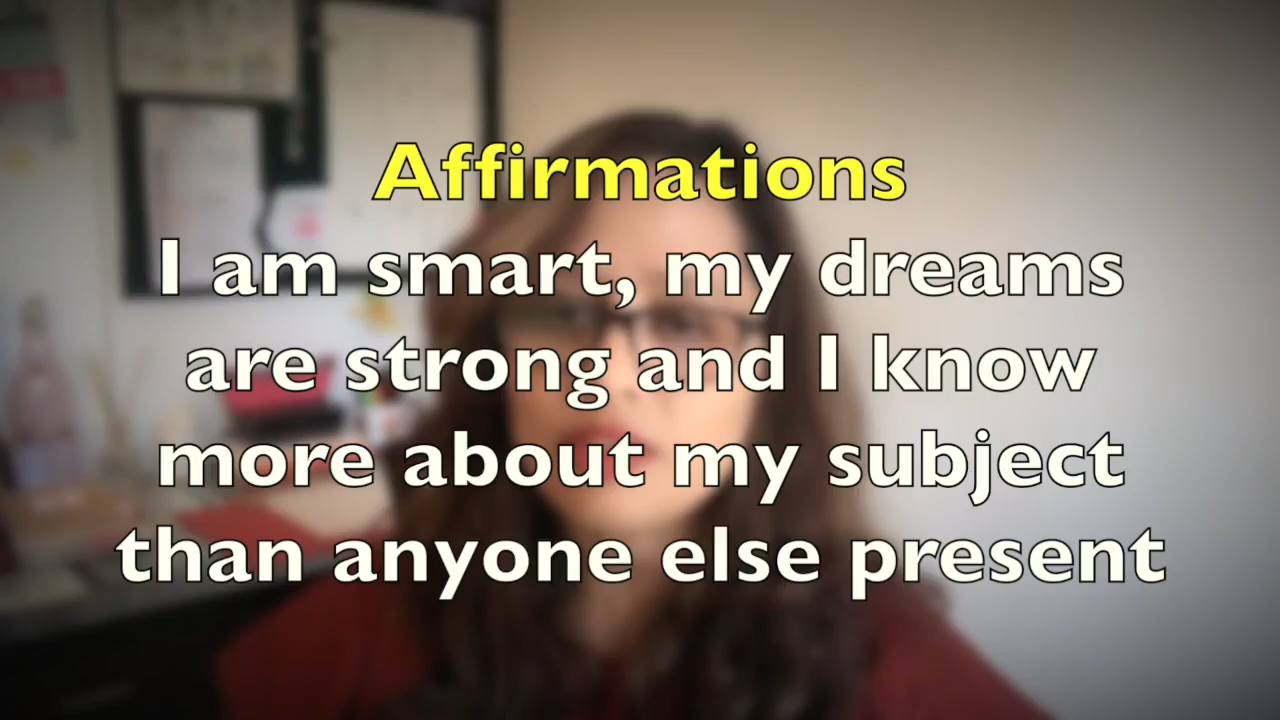 Affirmations
I am smart, my dreams
are strong and I know
more about my subject
than anyone else present